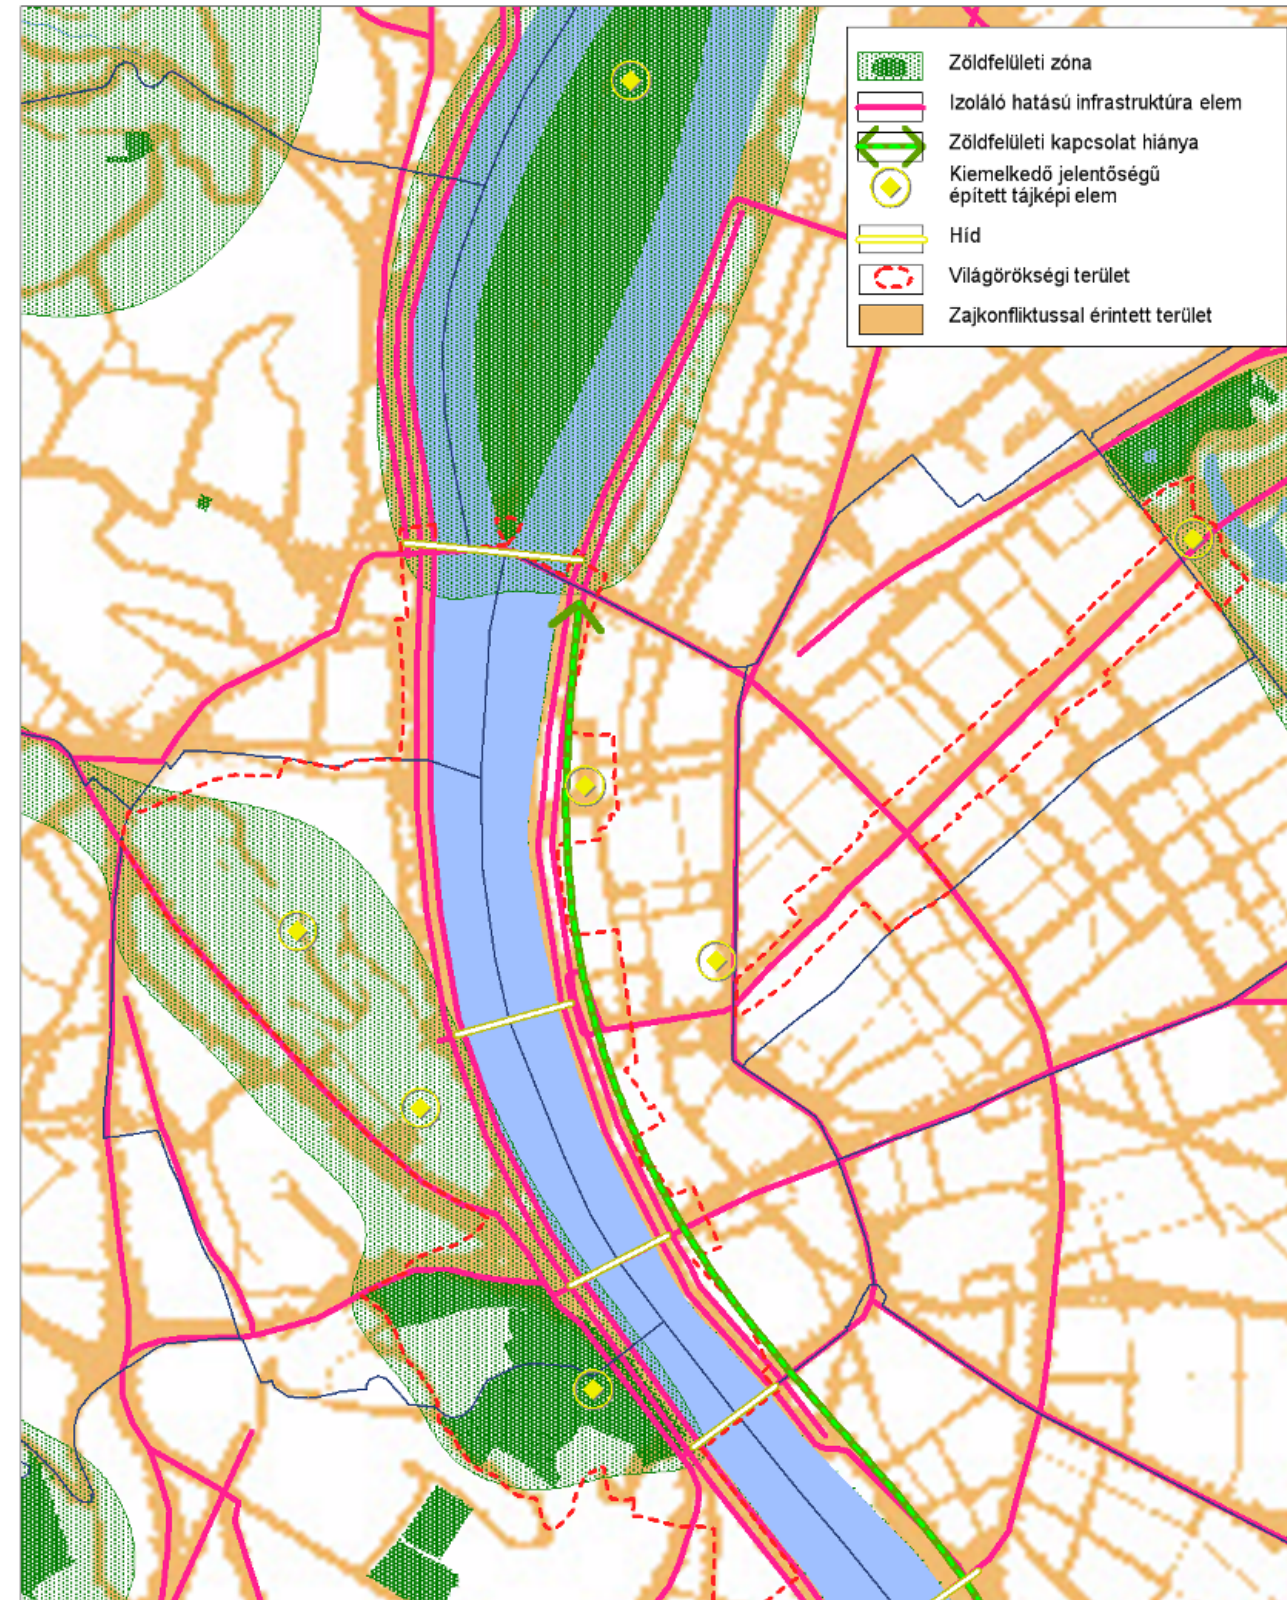 Zöldfelületi zóna
Izoláló hatású infrastruktúra elem
Zöldfelületi kapcsolat hiánya
Kiemelkedő jelentőségű
épített tájképi elem
Híd
Világörökségi terület
Zajkonfliktussal érintett terület